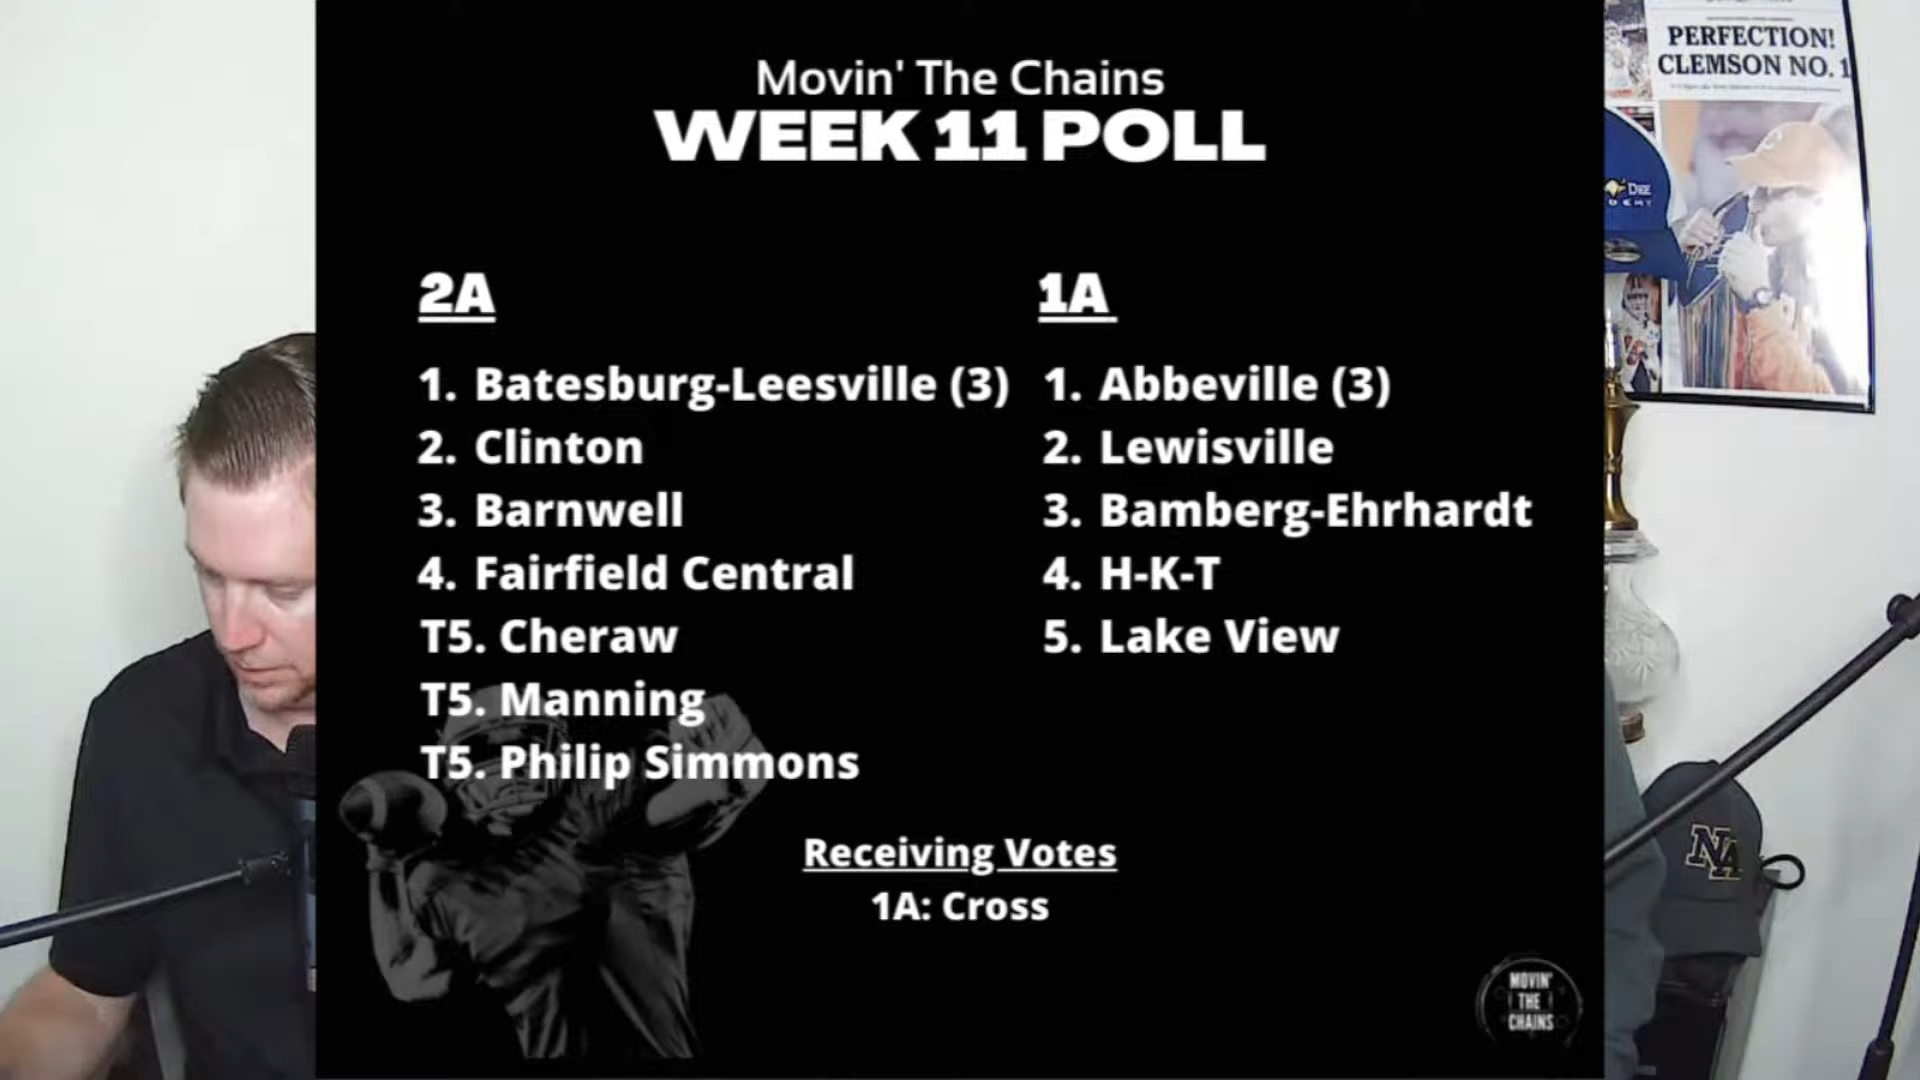 Movin' The Chains
WEEK 11 POLL
2A
1. Batesburg-Leesville (3)
2. Clinton
3. Barnwell
4. Fairfield Central
T5. Cheraw
T5. Manning
T5. Philip Simmons
1A
1. Abbeville (3)
2. Lewisville
3. Bamberg-Ehrhardt
4. H-K-T
5. Lake View
Receiving Votes
1A: Cross
MOVIN'
THE
CHAINS
PERFECTION!
CLEMSON NO. 1
DEE
NA